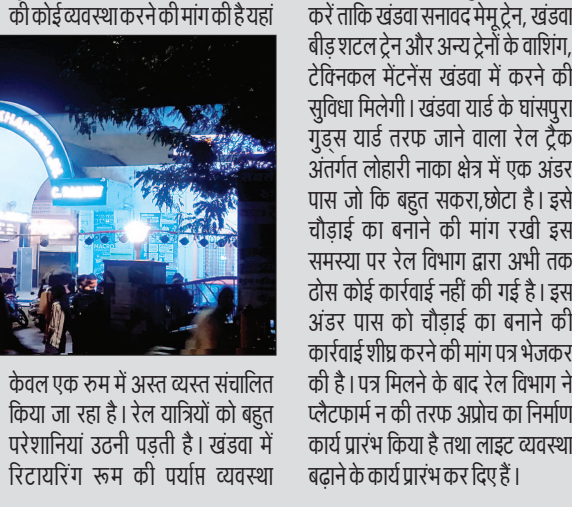 की कोई व्यवस्था करने की मांग की है यहां
KHANDWA
केवल एक रुम में अस्त व्यस्त संचालित
किया जा रहा है। रेल यात्रियों को बहुत
परेशानियां उठनी पड़ती है। खंडवा में
रिटायरिंग रूम की पर्याप्त व्यवस्था
करें ताकि खंडवा सनावद मेमू ट्रेन, खंडवा
बीड़ शटल ट्रेन और अन्य ट्रेनों के वाशिंग,
टेक्निकल मेंटनेंस खंडवा में करने की
सुविधा मिलेगी। खंडवा यार्ड के घांसपुरा
गुड्स यार्ड तरफ जाने वाला रेल ट्रैक
अंतर्गत लोहारी नाका क्षेत्र में एक अंडर
पास जो कि बहुत सकरा,छोटा है। इसे
चौड़ाई का बनाने की मांग रखी इस
समस्या पर रेल विभाग द्वारा अभी तक
ठोस कोई कार्रवाई नहीं की गई है। इस
अंडर पास को चौड़ाई का बनाने की
कार्रवाई शीघ्र करने की मांग पत्र भेजकर
की है। पत्र मिलने के बाद रेल विभाग ने
प्लैटफार्म न की तरफ अप्रोच का निर्माण
कार्य प्रारंभ किया है तथा लाइट व्यवस्था
बढ़ाने के कार्य प्रारंभ कर दिए हैं।